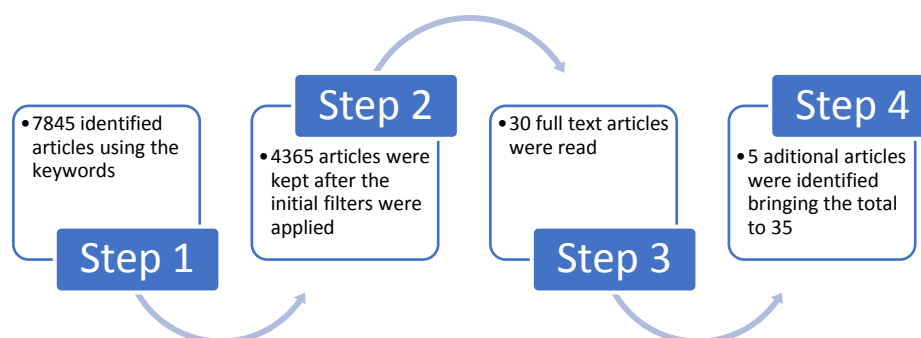 •7845 identified
articles using the
keywords
Step 1
Step 2
•4365 articles were
kept after the
initial filters were
applied
•30 full text articles
were read
Step 3
Step 4
•5 aditional articles
were identified
bringing the total
to 35